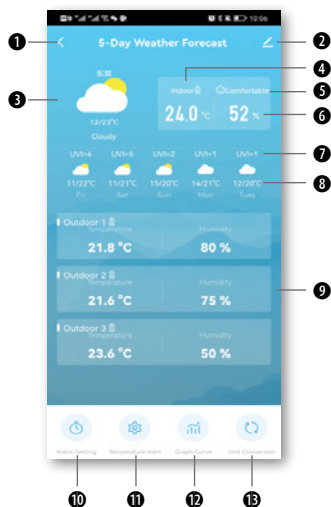 10:06
5-Day Weather Forecast
Indoor Comfortable
24.0 °C 52 %
12/23°C
Cloudy
UVI=6 UVI=5 UVI=2 UVI=1 UVI=1
11/22°C 11/21°C 15/20°C 14/21°C 12/20°C
Fri Sat Sun Mon Tues
Outdoor 1
Temperature Humidity
21.8 °C 80 %
Outdoor 2
Temperature Humidity
21.6 °C 75 %
Outdoor 3
Temperature Humidity
23.6 °C 50 %
Alarm Setting Temperature Alert Graph/Curve Unit Conversion
1
2
3
4
5
6
7
8
9
10 11 12 13